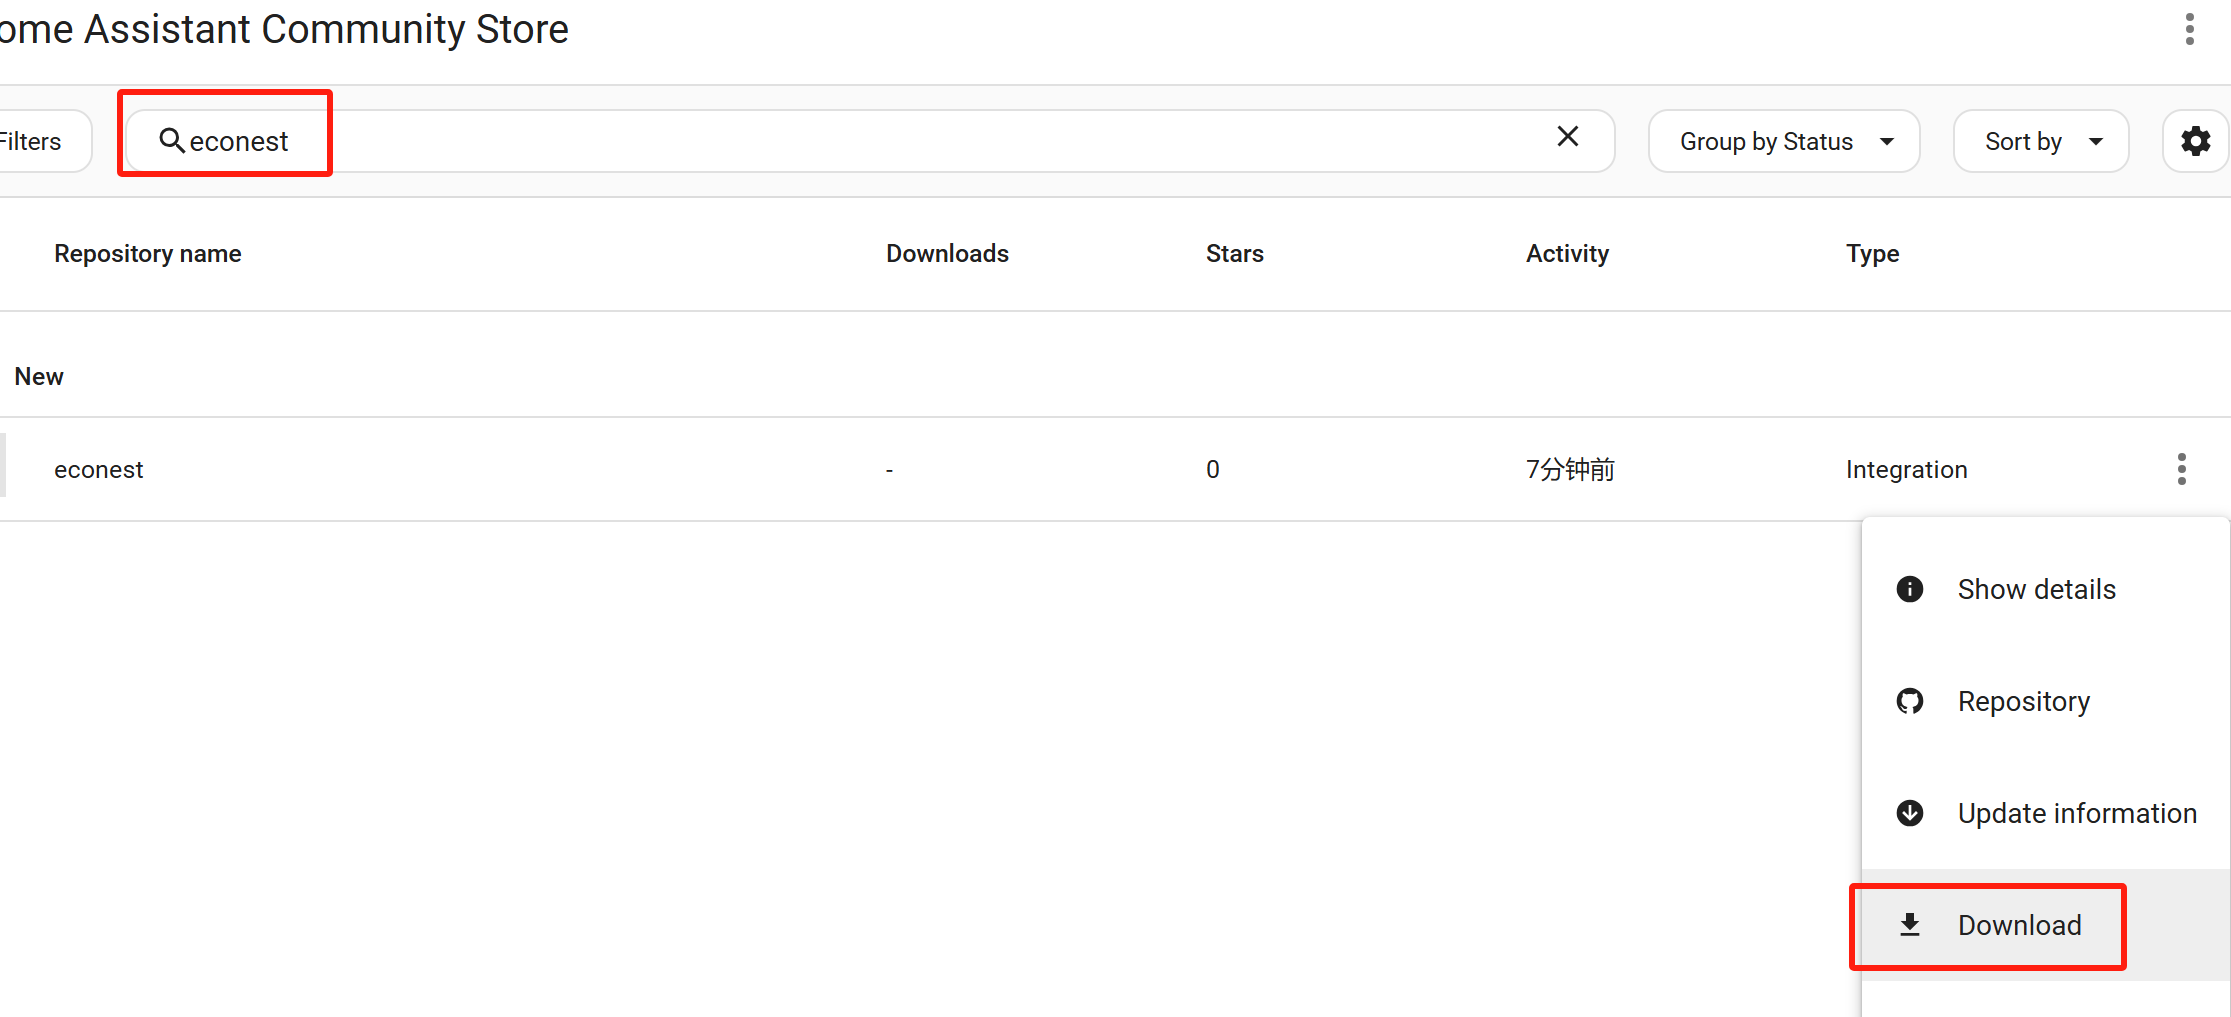 ome Assistant Community Store
Filters
econest
Group by Status
Sort by
Repository name Downloads Stars Activity Type
New
econest - 0 7分钟前 Integration
Show details
Repository
Update information
Download